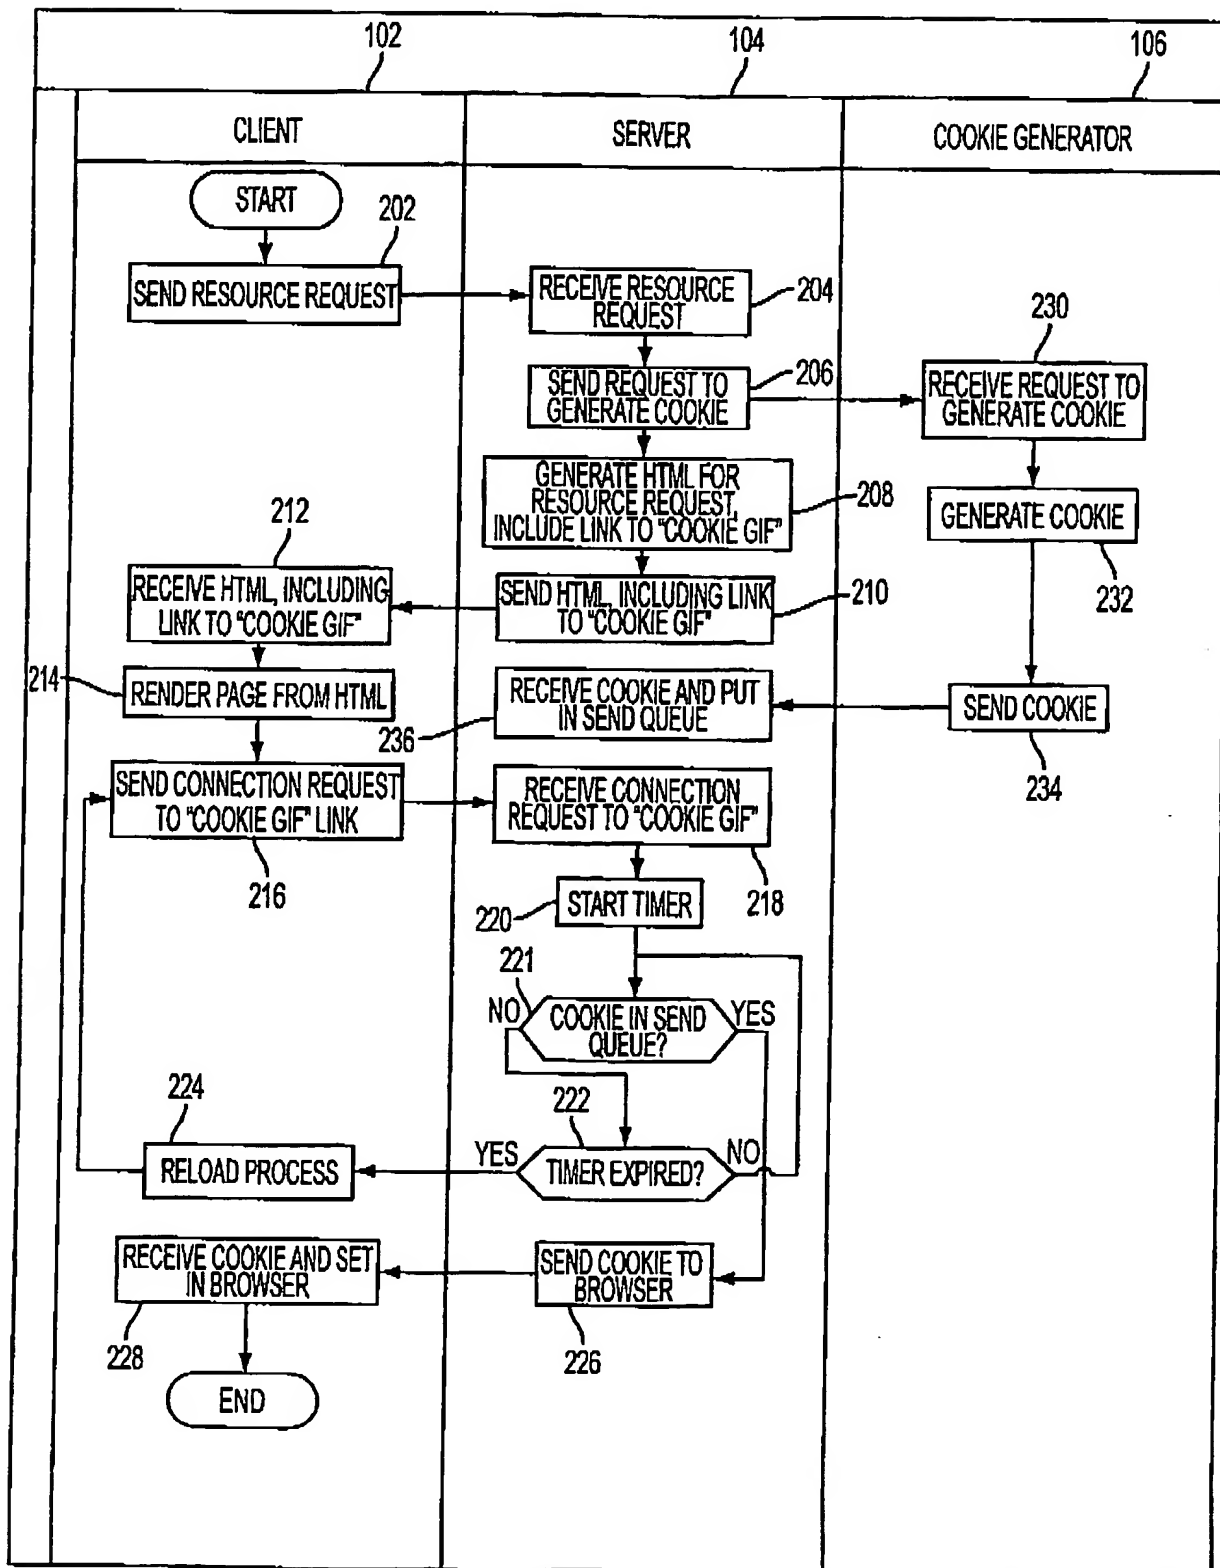 102
104
106
CLIENT
SERVER
COOKIE GENERATOR
START
202
SEND RESOURCE REQUEST
RECEIVE RESOURCE
REQUEST
204
230
SEND REQUEST TO
GENERATE COOKIE
206
RECEIVE REQUEST TO
GENERATE COOKIE
GENERATE HTML FOR
RESOURCE REQUEST,
INCLUDE LINK TO "COOKIE GIF"
208
GENERATE COOKIE
232
212
RECEIVE HTML, INCLUDING
LINK TO "COOKIE GIF"
SEND HTML, INCLUDING LINK
TO "COOKIE GIF"
210
214
RENDER PAGE FROM HTML
RECEIVE COOKIE AND PUT
IN SEND QUEUE
236
SEND COOKIE
234
SEND CONNECTION REQUEST
TO "COOKIE GIF" LINK
216
RECEIVE CONNECTION
REQUEST TO "COOKIE GIF"
218
220
START TIMER
221
NO
COOKIE IN SEND
QUEUE?
YES
224
222
RELOAD PROCESS
YES
TIMER EXPIRED?
NO
RECEIVE COOKIE AND SET
IN BROWSER
228
SEND COOKIE TO
BROWSER
226
END